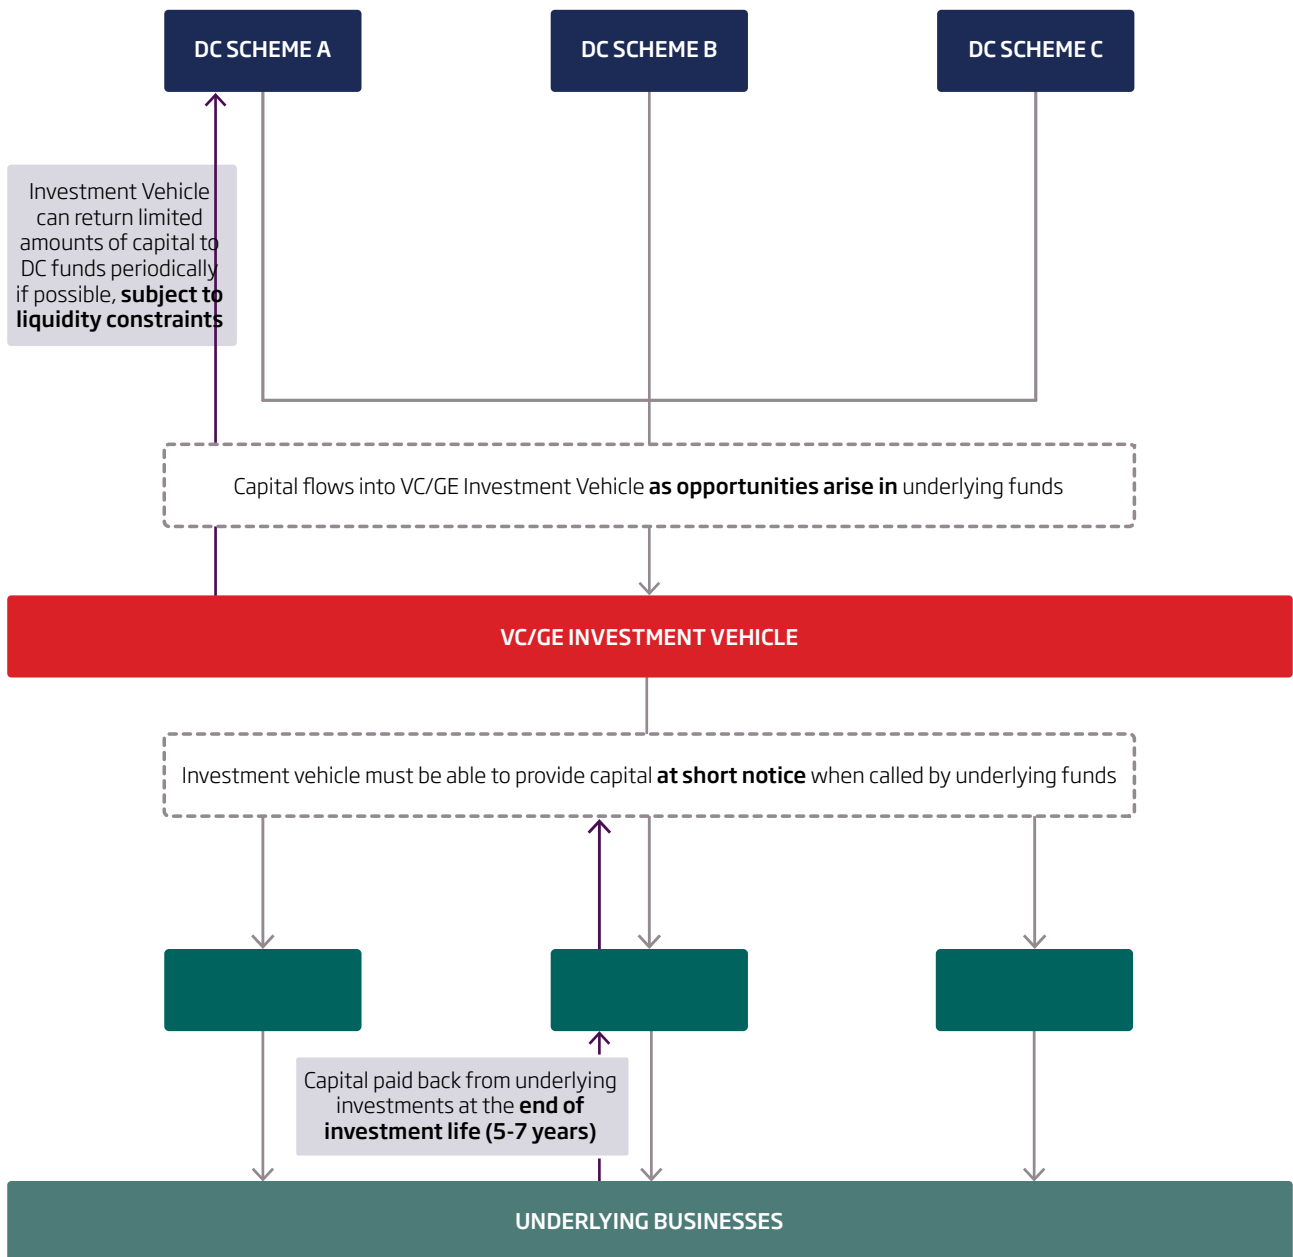 DC SCHEME A
DC SCHEME B
DC SCHEME C
Investment Vehicle
can return limited
amounts of capital to
DC funds periodically
if possible, subject to
liquidity constraints
Capital flows into VC/GE Investment Vehicle as opportunities arise in underlying funds
VC/GE INVESTMENT VEHICLE
Investment vehicle must be able to provide capital at short notice when called by underlying funds
Capital paid back from underlying
investments at the end of
investment life (5-7 years)
UNDERLYING BUSINESSES